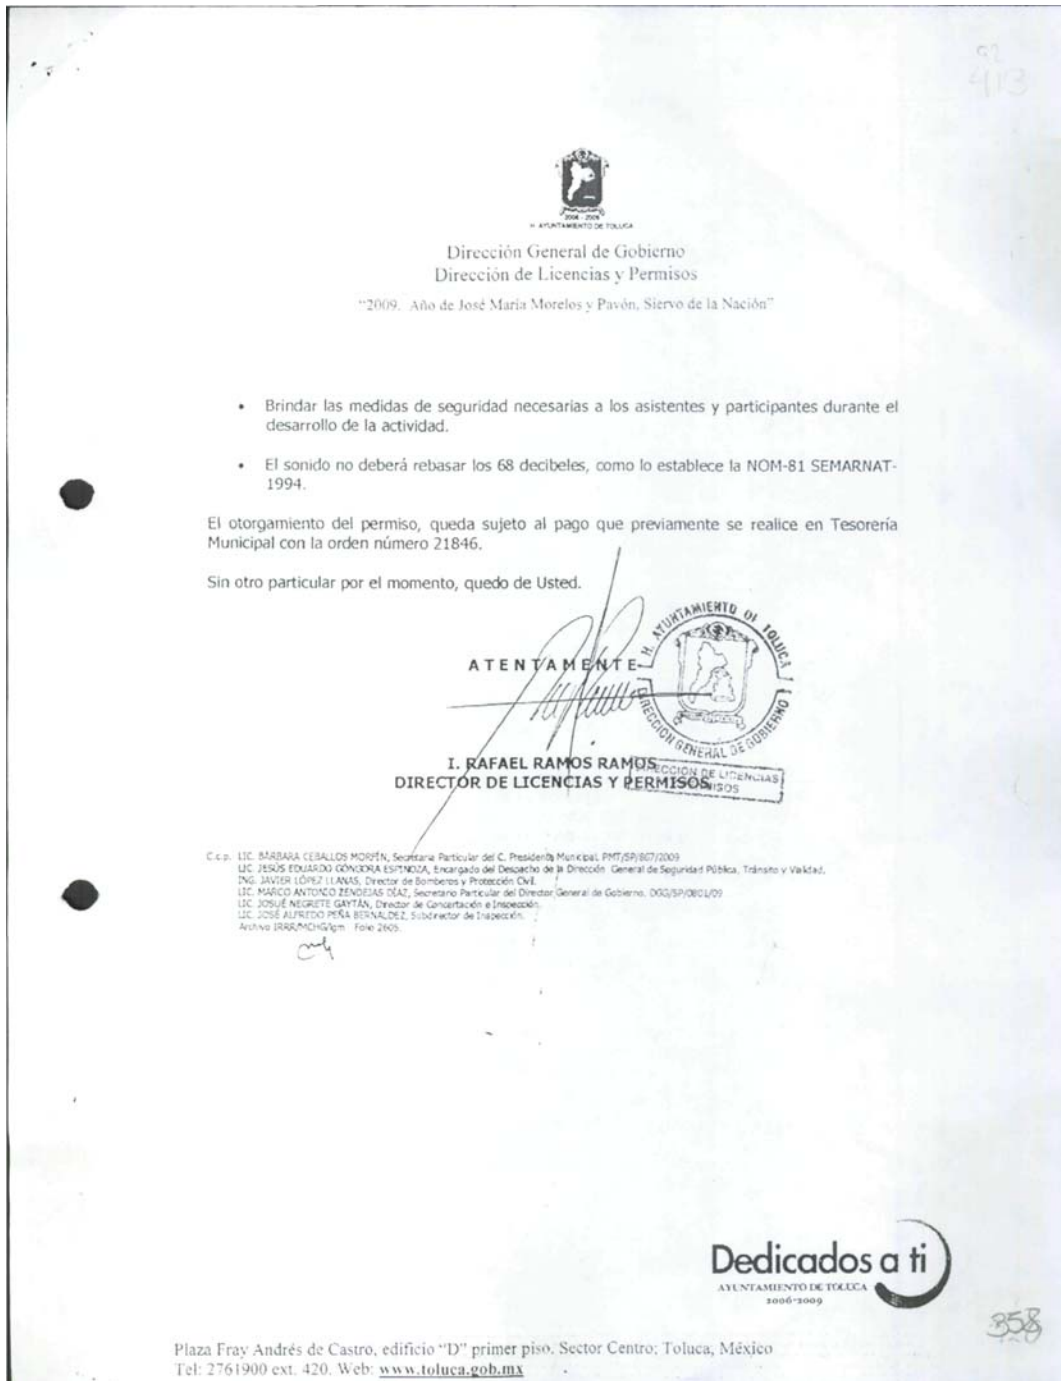 413
2006 - 2009
H. AYUNTAMIENTO DE TOLUCA
Dirección General de Gobierno
Dirección de Licencias y Permisos
"2009. Año de José María Morelos y Pavón, Siervo de la Nación"
• Brindar las medidas de seguridad necesarias a los asistentes y participantes durante el
desarrollo de la actividad.
• El sonido no deberá rebasar los 68 decibeles, como lo establece la NOM-81 SEMARNAT-
1994.
El otorgamiento del permiso, queda sujeto al pago que previamente se realice en Tesorería
Municipal con la orden número 21846.
Sin otro particular por el momento, quedo de Usted.
H. AYUNTAMIENTO DE TOLUCA
DIRECCIÓN GENERAL DE GOBIERNO
ATENTAMENTE
I. RAFAEL RAMOS RAMOS
DIRECTOR DE LICENCIAS Y PERMISOS
DIRECCIÓN DE LICENCIAS
C.c.p. LIC. BÁRBARA CEBALLOS MORFÍN, Secretaria Particular del C. Presidente Municipal. PMT/SP/807/2009
LIC. JESÚS EDUARDO GÓNGORA ESPINOZA, Encargado del Despacho de la Dirección General de Seguridad Pública, Tránsito y Vialidad.
ING. JAVIER LÓPEZ LLANAS, Director de Bomberos y Protección Civil.
LIC. MARCO ANTONIO ZENDEJAS DÍAZ, Secretario Particular del Director General de Gobierno. DGG/SP/0801/09
LIC. JOSUÉ NEGRETE GAYTÁN, Director de Concertación e Inspección.
LIC. JOSÉ ALFREDO PEÑA BERNALDEZ, Subdirector de Inspección.
Archivo IRRR/MCHG/lgm Folio 2605.
Dedicados a ti
AYUNTAMIENTO DE TOLUCA
2006-2009
358
Plaza Fray Andrés de Castro, edificio "D" primer piso. Sector Centro; Toluca, México
Tel: 2761900 ext. 420. Web: www.toluca.gob.mx